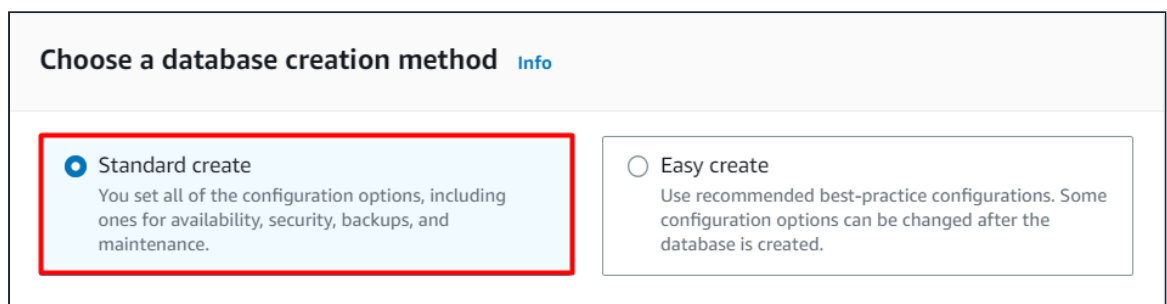 Choose a database creation method Info
Standard create
You set all of the configuration options, including
ones for availability, security, backups, and
maintenance.
Easy create
Use recommended best-practice configurations. Some
configuration options can be changed after the
database is created.